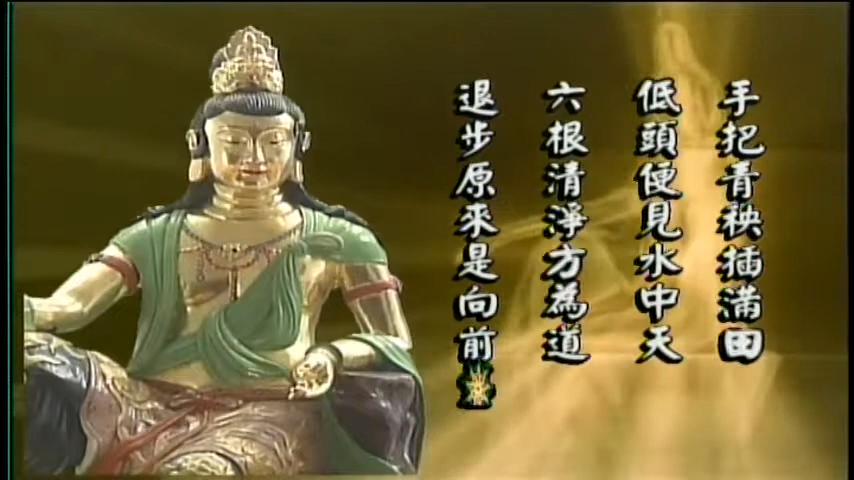 手把青秧插滿田
低頭便見水中天
六根清淨方為道
退步原來是向前